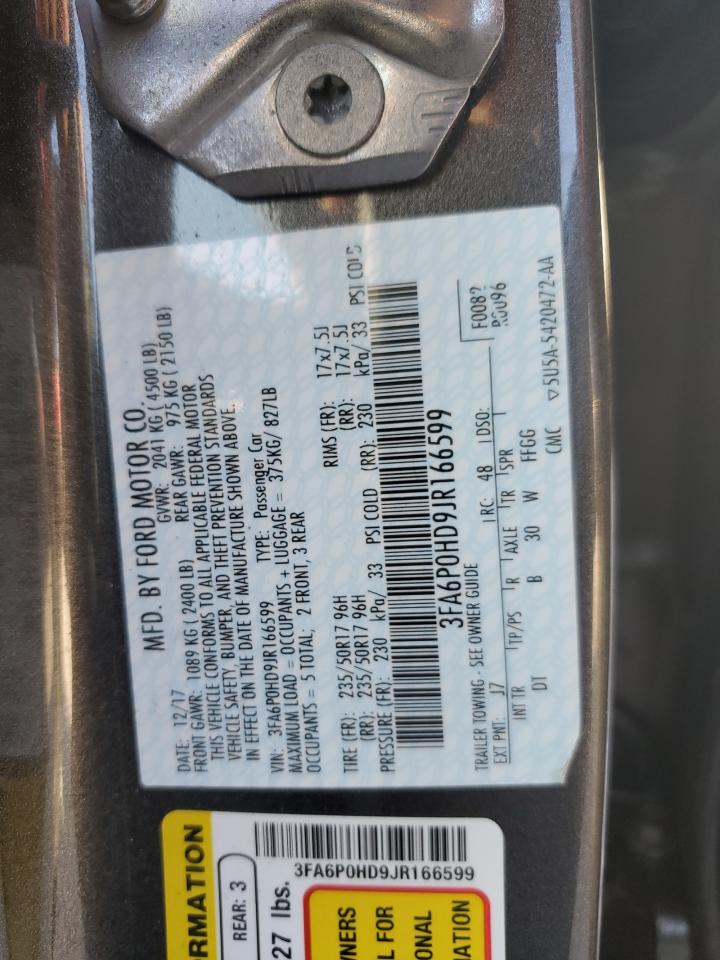 MFD. BY FORD MOTOR CO.
DATE: 12/17 GVWR: 2041 KG ( 4500 LB)
FRONT GAWR: 1089 KG ( 2400 LB) REAR GAWR: 975 KG ( 2150 LB)
THIS VEHICLE CONFORMS TO ALL APPLICABLE FEDERAL MOTOR
VEHICLE SAFETY, BUMPER, AND THEFT PREVENTION STANDARDS
IN EFFECT ON THE DATE OF MANUFACTURE SHOWN ABOVE.
VIN: 3FA6P0HD9JR166599 TYPE: Passenger Car
MAXIMUM LOAD = OCCUPANTS + LUGGAGE = 375KG/ 827LB
OCCUPANTS = 5 TOTAL; 2 FRONT, 3 REAR
TIRE (FR): 235/50R17 96H RIMS (FR): 17x7.5J
(RR): 235/50R17 96H (RR): 17x7.5J
PRESSURE (FR): 230 kPa/ 33 PSI COLD (RR): 230 kPa/ 33 PSI COLD
3FA6P0HD9JR166599
TRAILER TOWING - SEE OWNER GUIDE
F0082
EXT PNT: J7 RC: 48 DSO:
INT TR TP/PS R AXLE TR SPR
DT B 30 W FFGG
CMC ▽5U5A-5420472-AA
RMATION
REAR: 3
27 lbs.
3FA6P0HD9JR166599
NERS
L FOR
ONAL
ATION